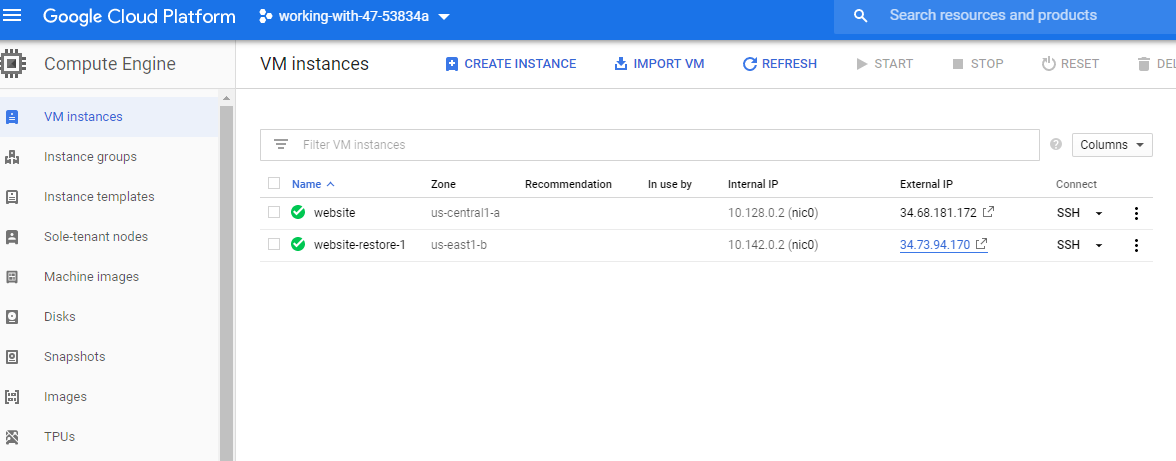 Google Cloud Platform working-with-47-53834a Search resources and products
Compute Engine VM instances CREATE INSTANCE IMPORT VM REFRESH START STOP RESET DEL
VM instances
Instance groups
Instance templates
Sole-tenant nodes
Machine images
Disks
Snapshots
Images
TPUs
Filter VM instances Columns
Name Zone Recommendation In use by Internal IP External IP Connect
website us-central1-a 10.128.0.2 (nic0) 34.68.181.172 SSH
website-restore-1 us-east1-b 10.142.0.2 (nic0) 34.73.94.170 SSH